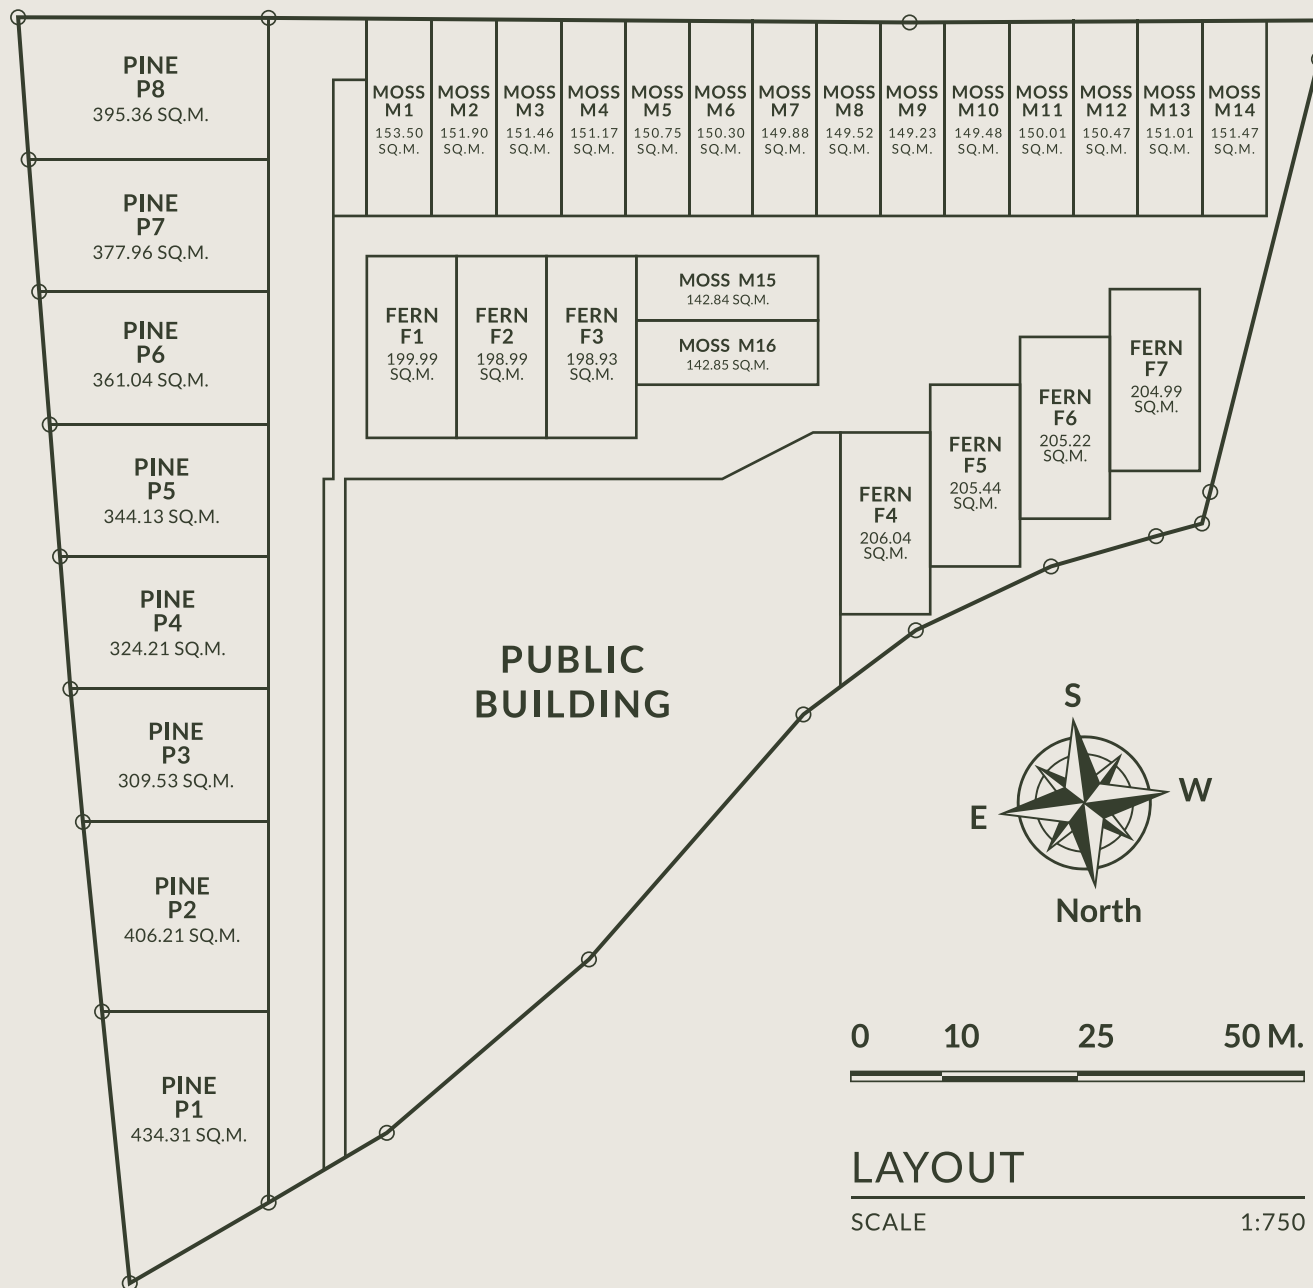 PINE
P8
395.36 SQ.M.
PINE
P7
377.96 SQ.M.
PINE
P6
361.04 SQ.M.
PINE
P5
344.13 SQ.M.
PINE
P4
324.21 SQ.M.
PINE
P3
309.53 SQ.M.
PINE
P2
406.21 SQ.M.
PINE
P1
434.31 SQ.M.
MOSS
M1
153.50
SQ.M.
MOSS
M2
151.90
SQ.M.
MOSS
M3
151.46
SQ.M.
MOSS
M4
151.17
SQ.M.
MOSS
M5
150.75
SQ.M.
MOSS
M6
150.30
SQ.M.
MOSS
M7
149.88
SQ.M.
MOSS
M8
149.52
SQ.M.
MOSS
M9
149.23
SQ.M.
MOSS
M10
149.48
SQ.M.
MOSS
M11
150.01
SQ.M.
MOSS
M12
150.47
SQ.M.
MOSS
M13
151.01
SQ.M.
MOSS
M14
151.47
SQ.M.
FERN
F1
199.99
SQ.M.
FERN
F2
198.99
SQ.M.
FERN
F3
198.93
SQ.M.
MOSS M15
142.84 SQ.M.
MOSS M16
142.85 SQ.M.
FERN
F4
206.04
SQ.M.
FERN
F5
205.44
SQ.M.
FERN
F6
205.22
SQ.M.
FERN
F7
204.99
SQ.M.
PUBLIC
BUILDING
S
W
E
North
0 10 25 50 M.
LAYOUT
SCALE 1:750